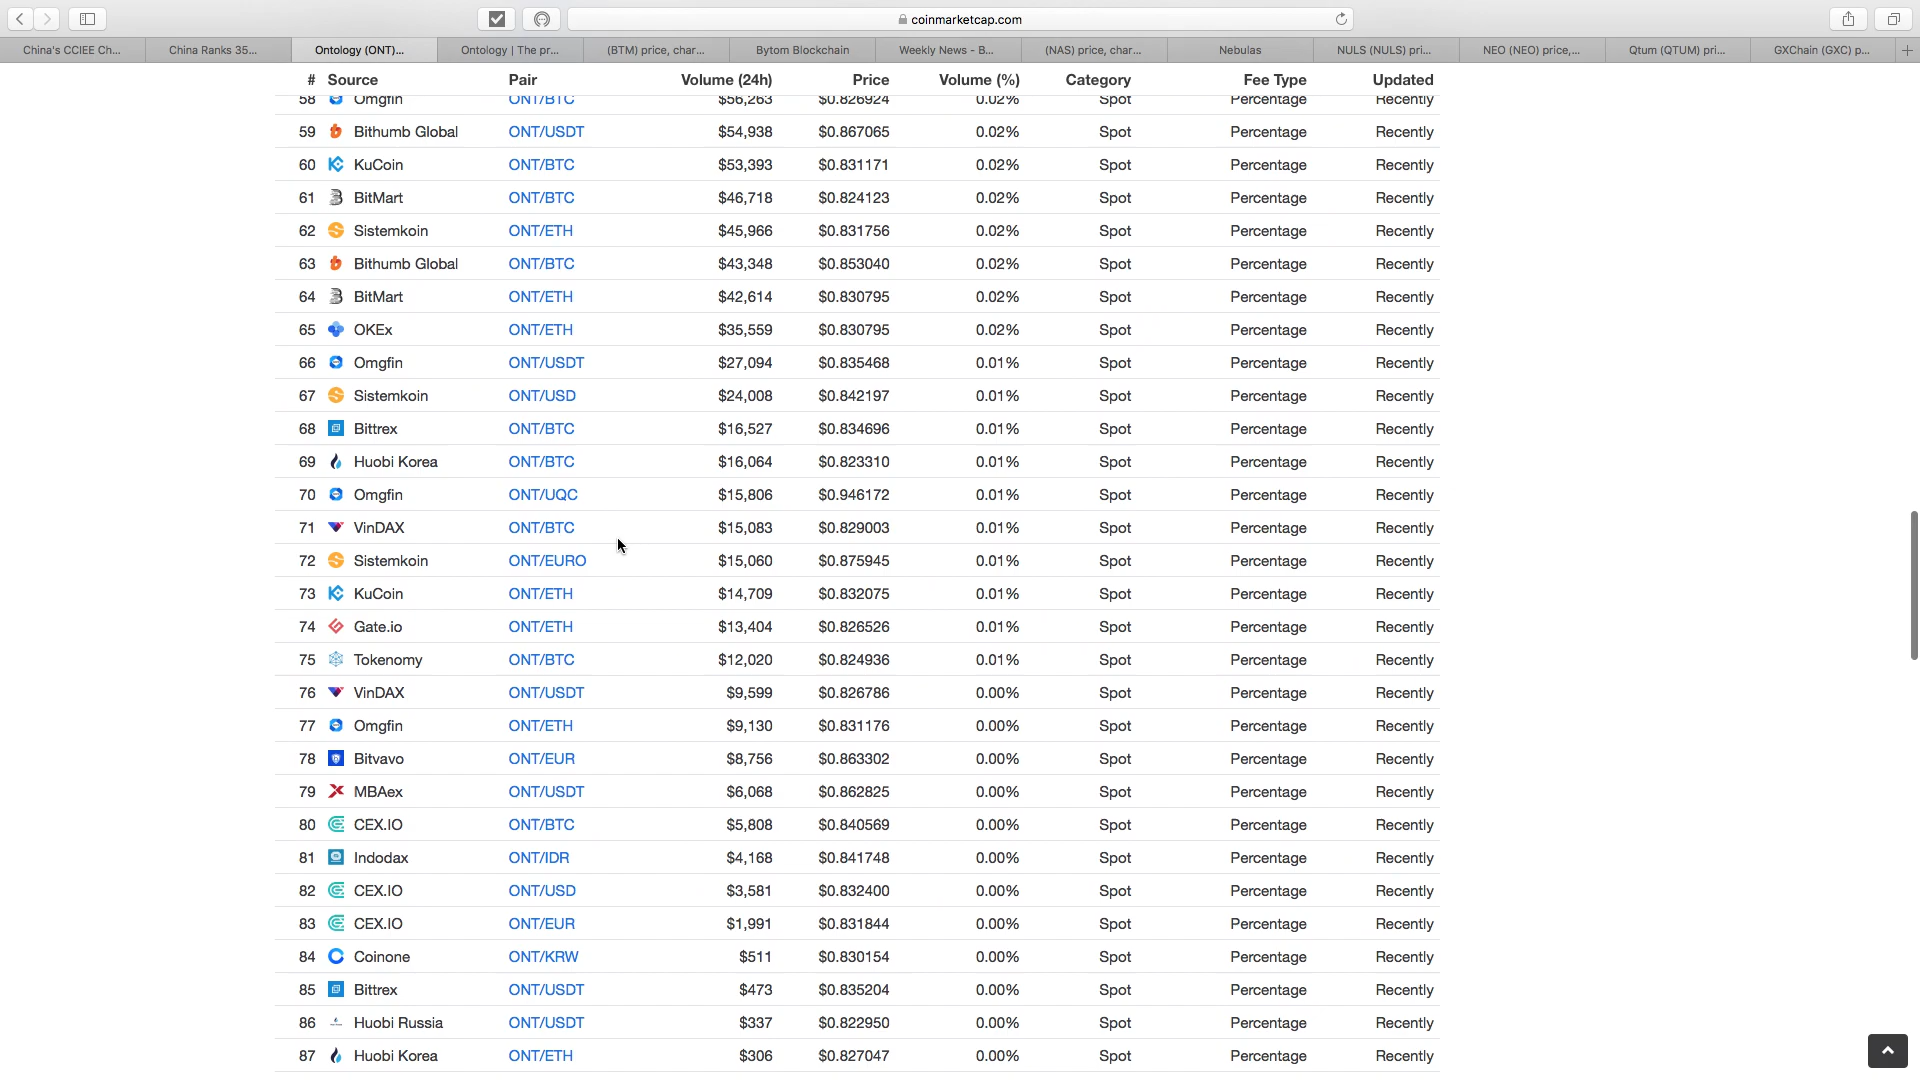 coinmarketcap.com
China's CCIEE Ch... China Ranks 35... Ontology (ONT)... Ontology | The pr... (BTM) price, char... Bytom Blockchain Weekly News - B... (NAS) price, char... Nebulas NULS (NULS) pri... NEO (NEO) price,... Qtum (QTUM) pri... GXChain (GXC) p...
# Source Pair Volume (24h) Price Volume (%) Category Fee Type Updated
58 Omgfin ONT/BTC $56,263 $0.826924 0.02% Spot Percentage Recently
59 Bithumb Global ONT/USDT $54,938 $0.867065 0.02% Spot Percentage Recently
60 KuCoin ONT/BTC $53,393 $0.831171 0.02% Spot Percentage Recently
61 BitMart ONT/BTC $46,718 $0.824123 0.02% Spot Percentage Recently
62 Sistemkoin ONT/ETH $45,966 $0.831756 0.02% Spot Percentage Recently
63 Bithumb Global ONT/BTC $43,348 $0.853040 0.02% Spot Percentage Recently
64 BitMart ONT/ETH $42,614 $0.830795 0.02% Spot Percentage Recently
65 OKEx ONT/ETH $35,559 $0.830795 0.02% Spot Percentage Recently
66 Omgfin ONT/USDT $27,094 $0.835468 0.01% Spot Percentage Recently
67 Sistemkoin ONT/USD $24,008 $0.842197 0.01% Spot Percentage Recently
68 Bittrex ONT/BTC $16,527 $0.834696 0.01% Spot Percentage Recently
69 Huobi Korea ONT/BTC $16,064 $0.823310 0.01% Spot Percentage Recently
70 Omgfin ONT/UQC $15,806 $0.946172 0.01% Spot Percentage Recently
71 VinDAX ONT/BTC $15,083 $0.829003 0.01% Spot Percentage Recently
72 Sistemkoin ONT/EURO $15,060 $0.875945 0.01% Spot Percentage Recently
73 KuCoin ONT/ETH $14,709 $0.832075 0.01% Spot Percentage Recently
74 Gate.io ONT/ETH $13,404 $0.826526 0.01% Spot Percentage Recently
75 Tokenomy ONT/BTC $12,020 $0.824936 0.01% Spot Percentage Recently
76 VinDAX ONT/USDT $9,599 $0.826786 0.00% Spot Percentage Recently
77 Omgfin ONT/ETH $9,130 $0.831176 0.00% Spot Percentage Recently
78 Bitvavo ONT/EUR $8,756 $0.863302 0.00% Spot Percentage Recently
79 MBAex ONT/USDT $6,068 $0.862825 0.00% Spot Percentage Recently
80 CEX.IO ONT/BTC $5,808 $0.840569 0.00% Spot Percentage Recently
81 Indodax ONT/IDR $4,168 $0.841748 0.00% Spot Percentage Recently
82 CEX.IO ONT/USD $3,581 $0.832400 0.00% Spot Percentage Recently
83 CEX.IO ONT/EUR $1,991 $0.831844 0.00% Spot Percentage Recently
84 Coinone ONT/KRW $511 $0.830154 0.00% Spot Percentage Recently
85 Bittrex ONT/USDT $473 $0.835204 0.00% Spot Percentage Recently
86 Huobi Russia ONT/USDT $337 $0.822950 0.00% Spot Percentage Recently
87 Huobi Korea ONT/ETH $306 $0.827047 0.00% Spot Percentage Recently